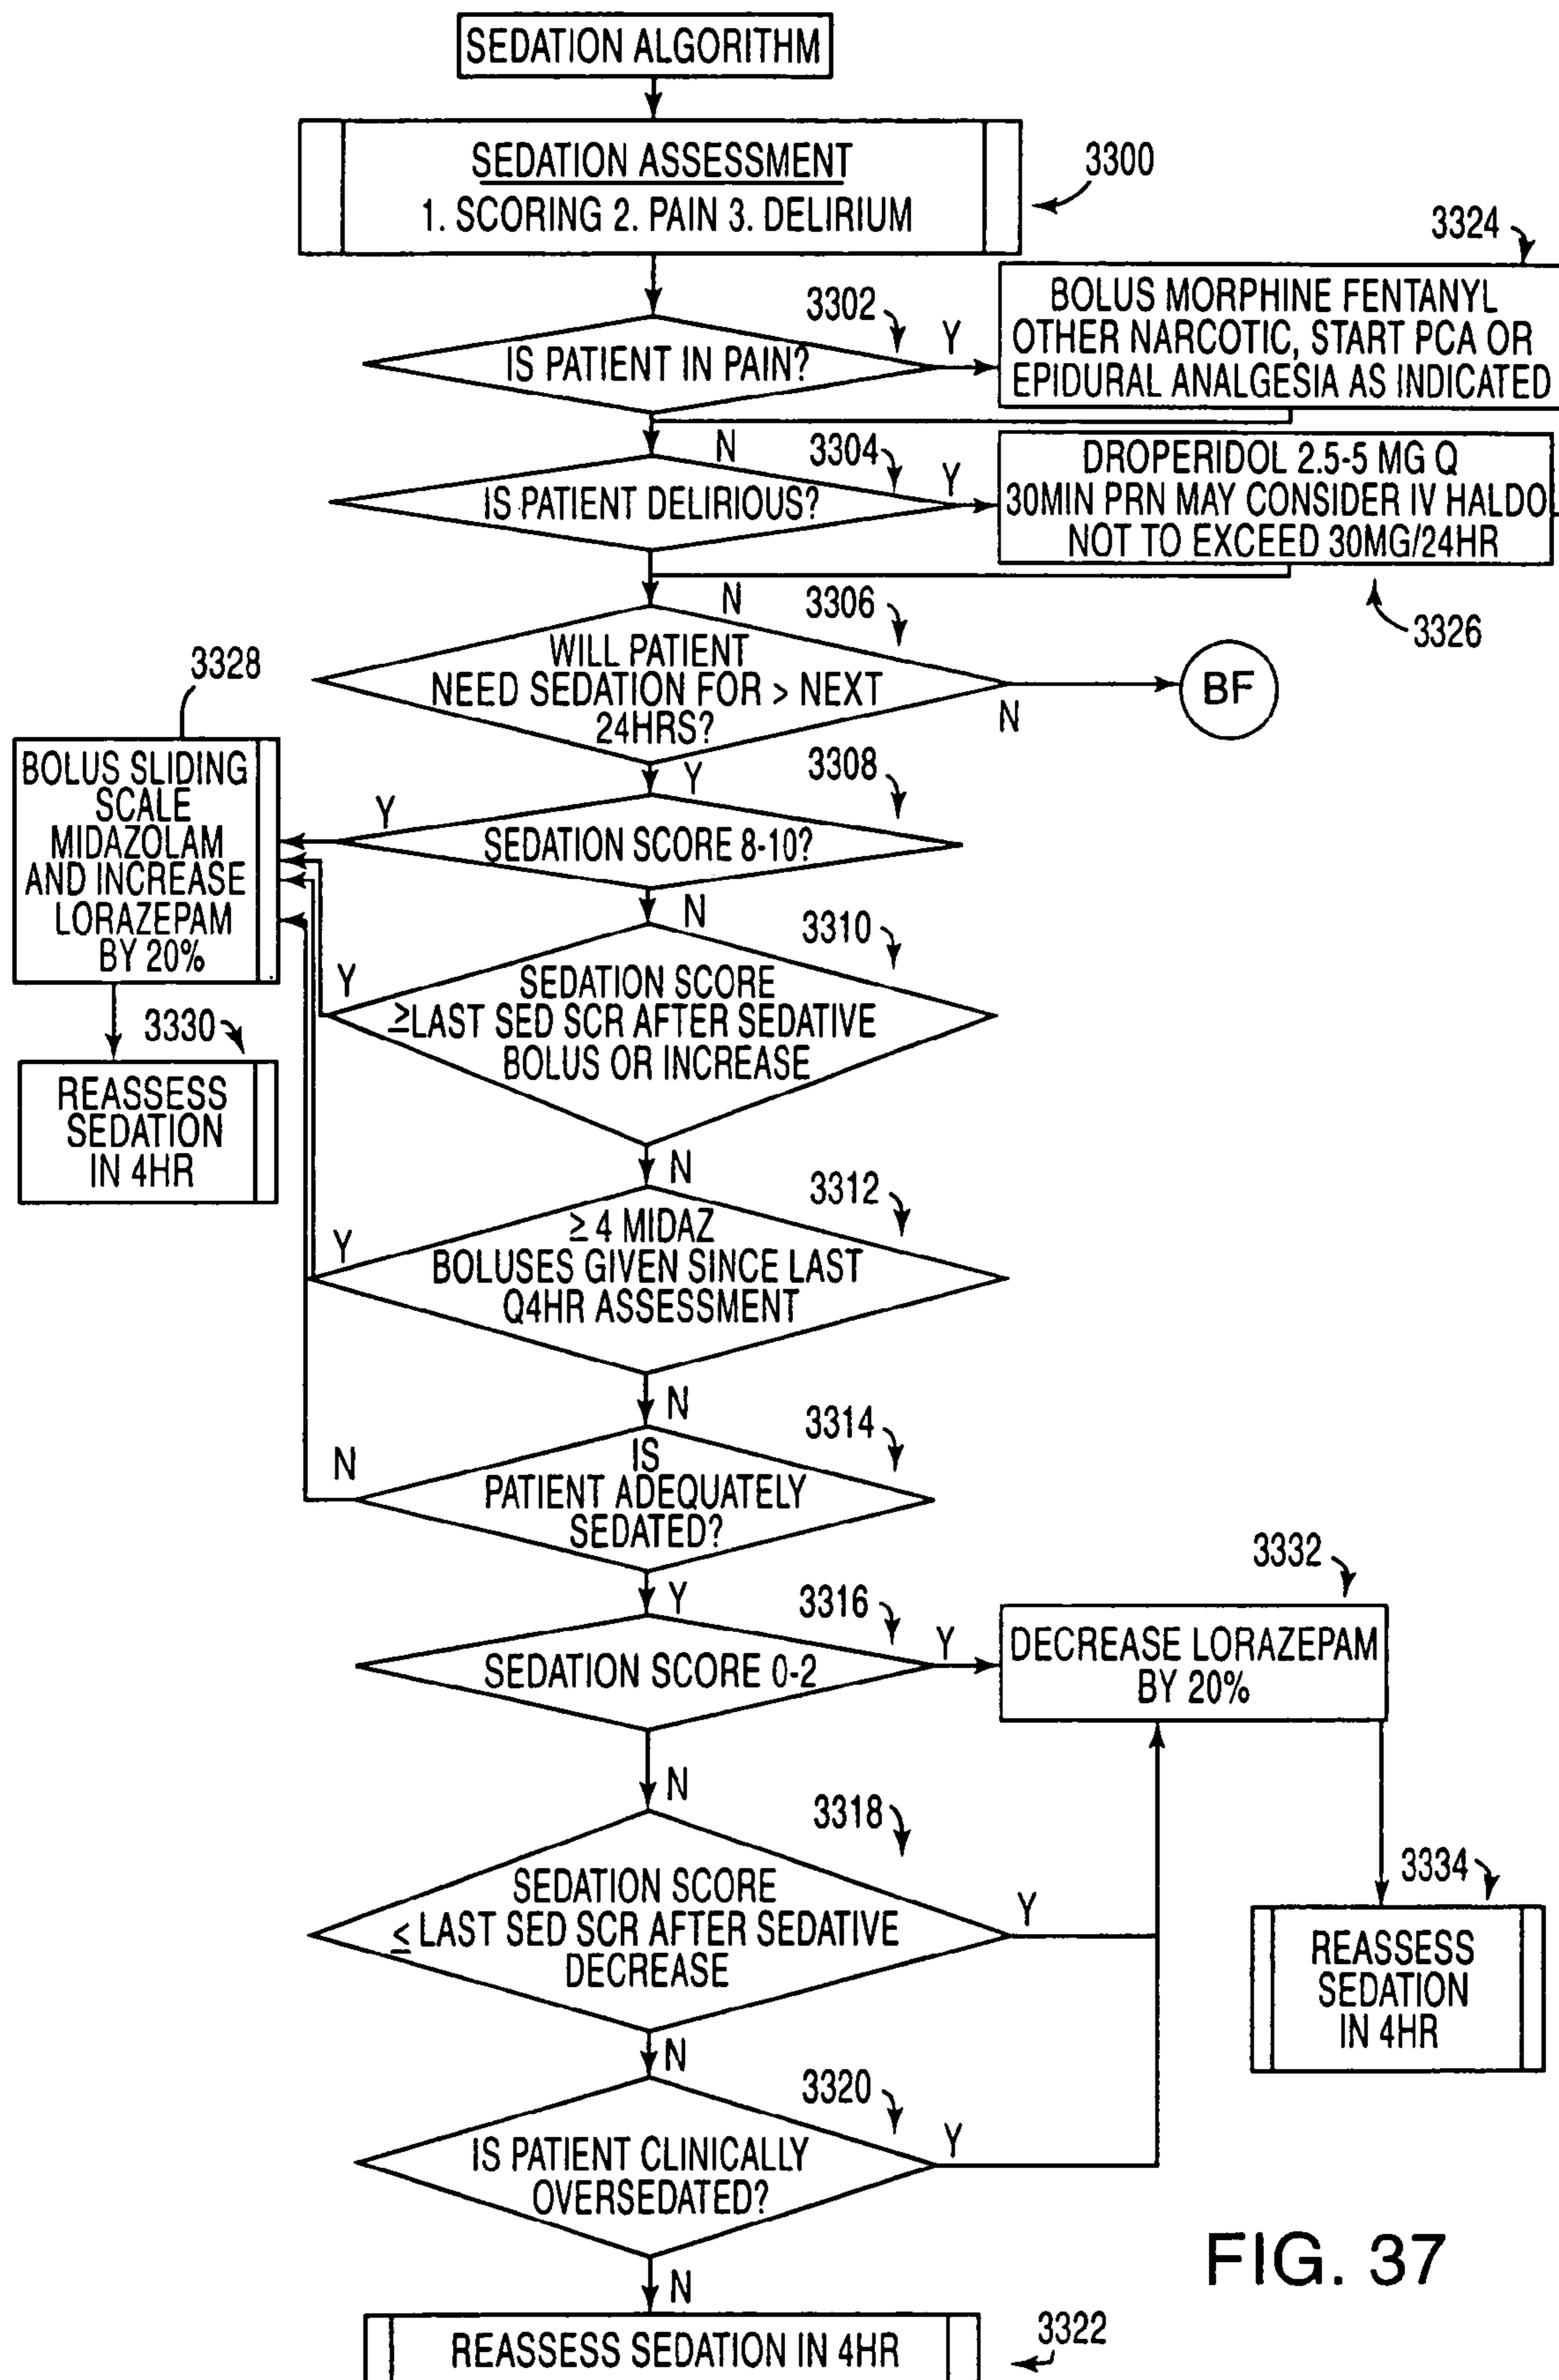 SEDATION ALGORITHM
SEDATION ASSESSMENT
1. SCORING 2. PAIN 3. DELIRIUM
3300
3324
3302
IS PATIENT IN PAIN?
Y
BOLUS MORPHINE FENTANYL
OTHER NARCOTIC, START PCA OR
EPIDURAL ANALGESIA AS INDICATED
N
3304
IS PATIENT DELIRIOUS?
Y
DROPERIDOL 2.5-5 MG Q
30MIN PRN MAY CONSIDER IV HALDO
NOT TO EXCEED 30MG/24HR
3326
N
3306
WILL PATIENT
NEED SEDATION FOR > NEXT
24HRS?
N
BF
Y
3328
BOLUS SLIDING
SCALE
MIDAZOLAM
AND INCREASE
LORAZEPAM
BY 20%
3308
Y
SEDATION SCORE 8-10?
N
3310
Y
SEDATION SCORE
≥LAST SED SCR AFTER SEDATIVE
BOLUS OR INCREASE
3330
REASSESS
SEDATION
IN 4HR
N
3312
Y
≥ 4 MIDAZ
BOLUSES GIVEN SINCE LAST
Q4HR ASSESSMENT
N
3314
N
IS
PATIENT ADEQUATELY
SEDATED?
Y
3316
SEDATION SCORE 0-2
Y
3332
DECREASE LORAZEPAM
BY 20%
N
3318
SEDATION SCORE
≤ LAST SED SCR AFTER SEDATIVE
DECREASE
Y
3334
REASSESS
SEDATION
IN 4HR
N
3320
IS PATIENT CLINICALLY
OVERSEDATED?
Y
N
REASSESS SEDATION IN 4HR
3322
FIG. 37